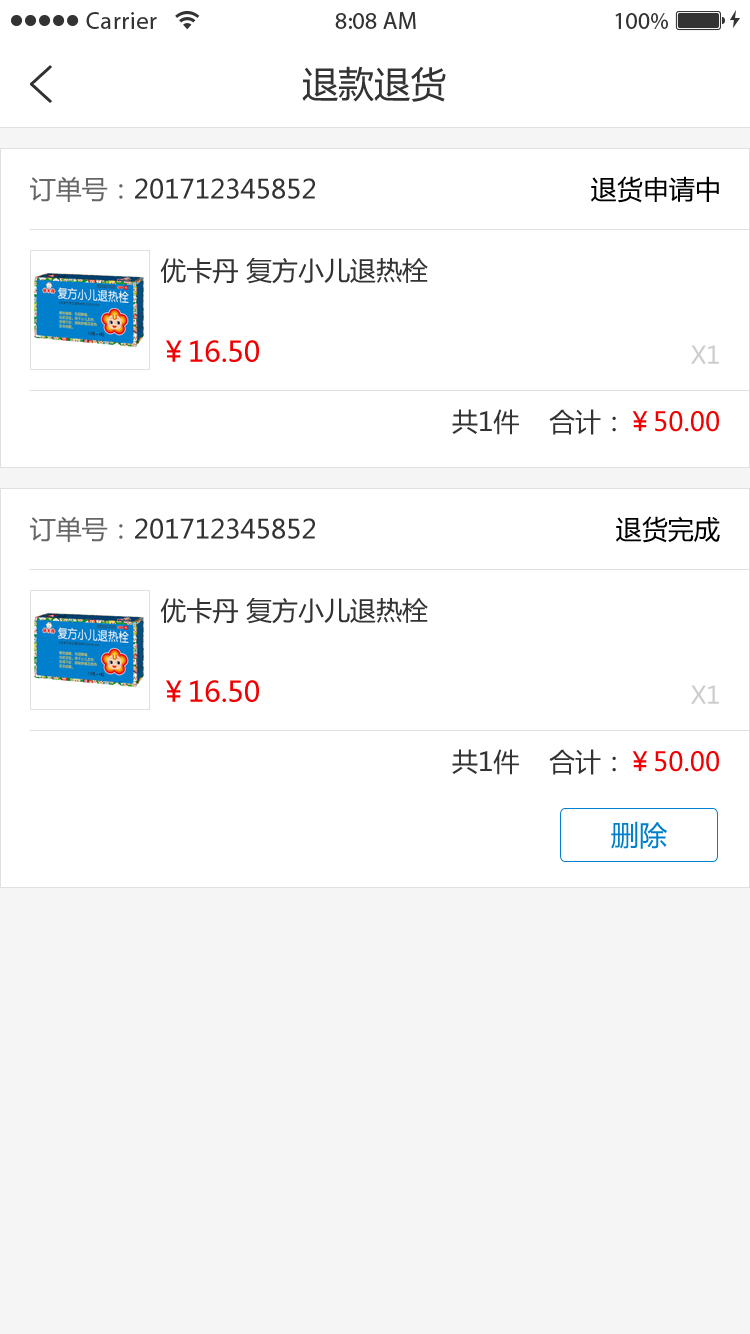 Carrier 8:08 AM 100%
退款退货
订单号：201712345852 退货申请中
优卡丹 复方小儿退热栓
复方小儿退热栓
¥ 16.50 X1
共1件 合计：¥ 50.00
订单号：201712345852 退货完成
优卡丹 复方小儿退热栓
复方小儿退热栓
¥ 16.50 X1
共1件 合计：¥ 50.00
删除